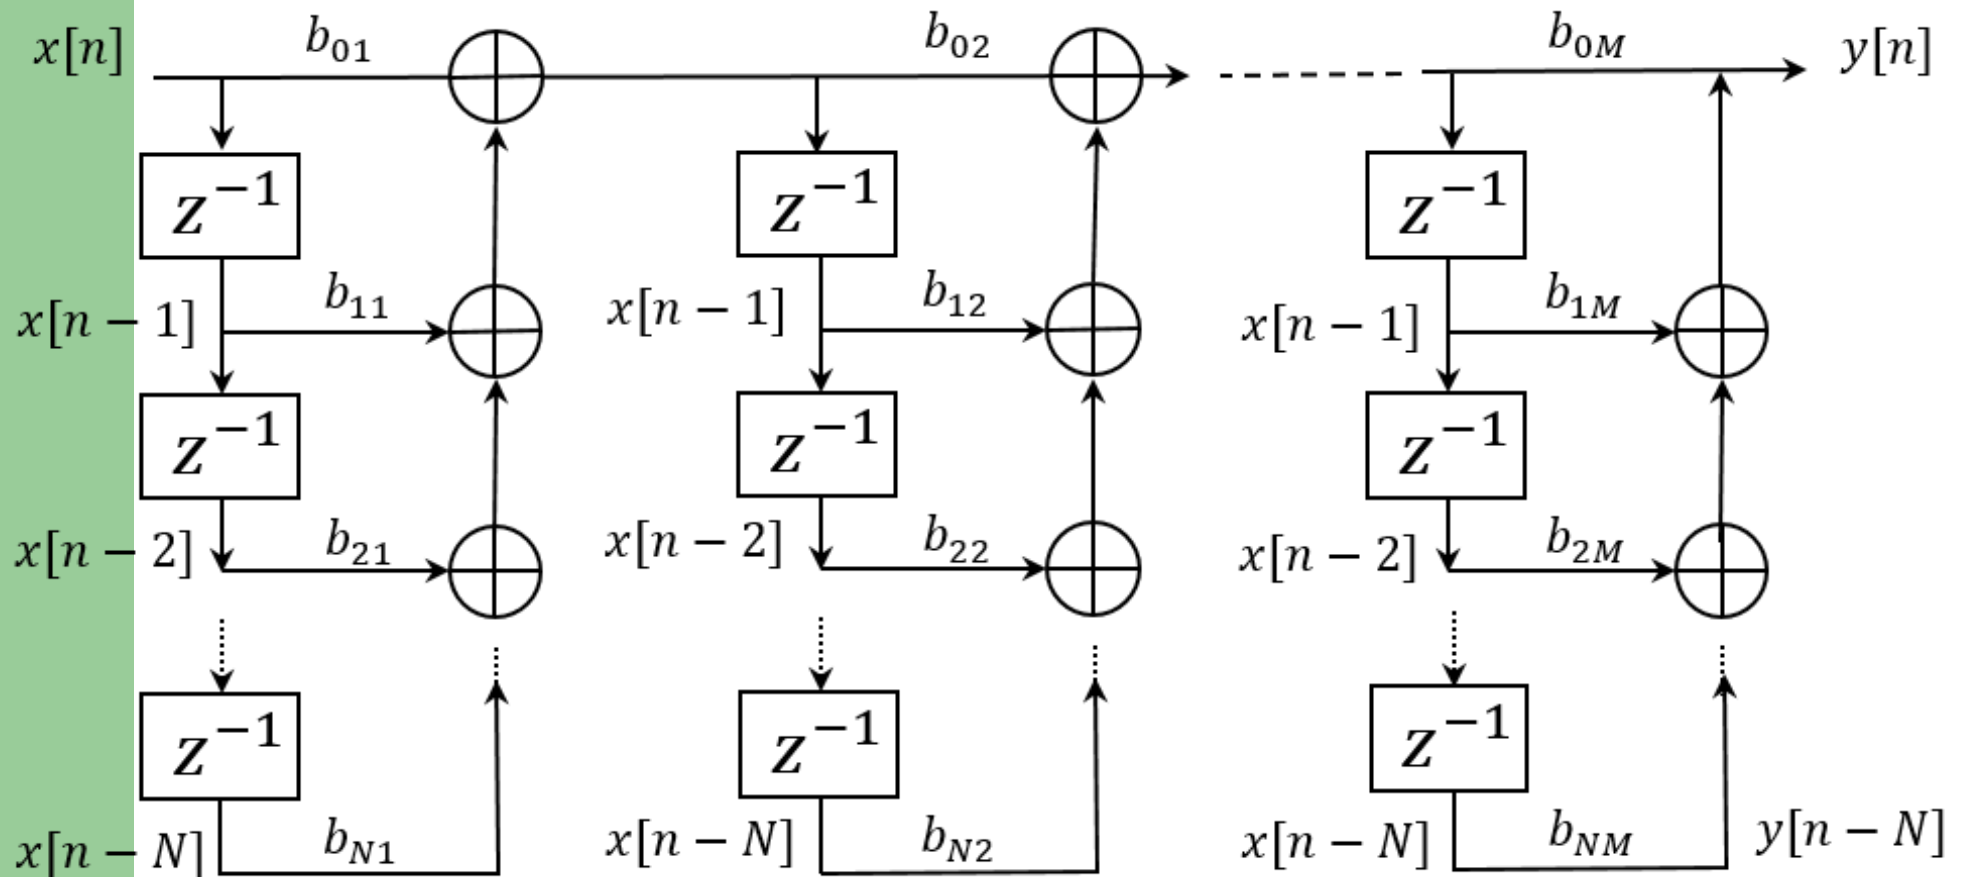 x[n] b₀₁ b₀₂ b₀M y[n]
z⁻¹ z⁻¹ z⁻¹
x[n − 1] b₁₁ x[n − 1] b₁₂ x[n − 1] b₁M
z⁻¹ z⁻¹ z⁻¹
x[n − 2] b₂₁ x[n − 2] b₂₂ x[n − 2] b₂M
z⁻¹ z⁻¹ z⁻¹
x[n − N] bN₁ x[n − N] bN₂ x[n − N] bNM y[n − N]